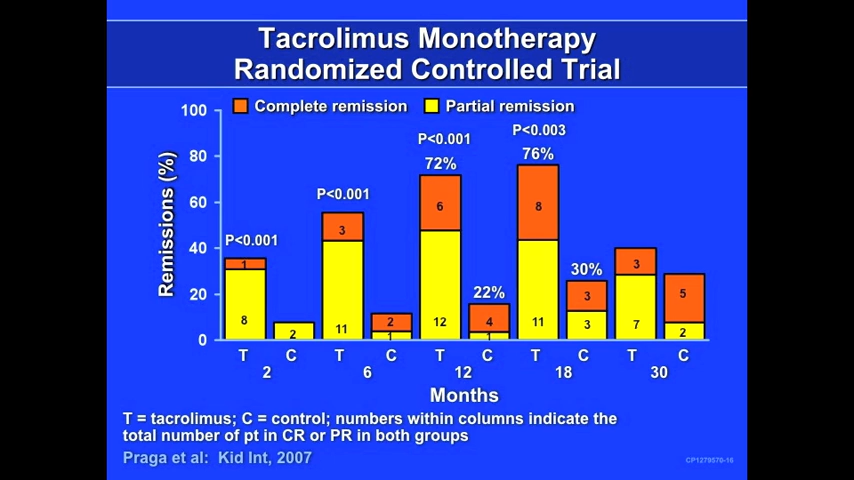 Tacrolimus Monotherapy
Randomized Controlled Trial
Complete remission Partial remission
Remissions (%)
100
80
60
40
20
0
P<0.001
1
8
2
P<0.001
3
11
2
1
P<0.001
72%
6
12
22%
4
1
P<0.003
76%
8
11
30%
3
3
3
7
5
2
T C T C T C T C T C
2 6 12 18 30
Months
T = tacrolimus; C = control; numbers within columns indicate the
total number of pt in CR or PR in both groups
Praga et al: Kid Int, 2007
CP1279570-16